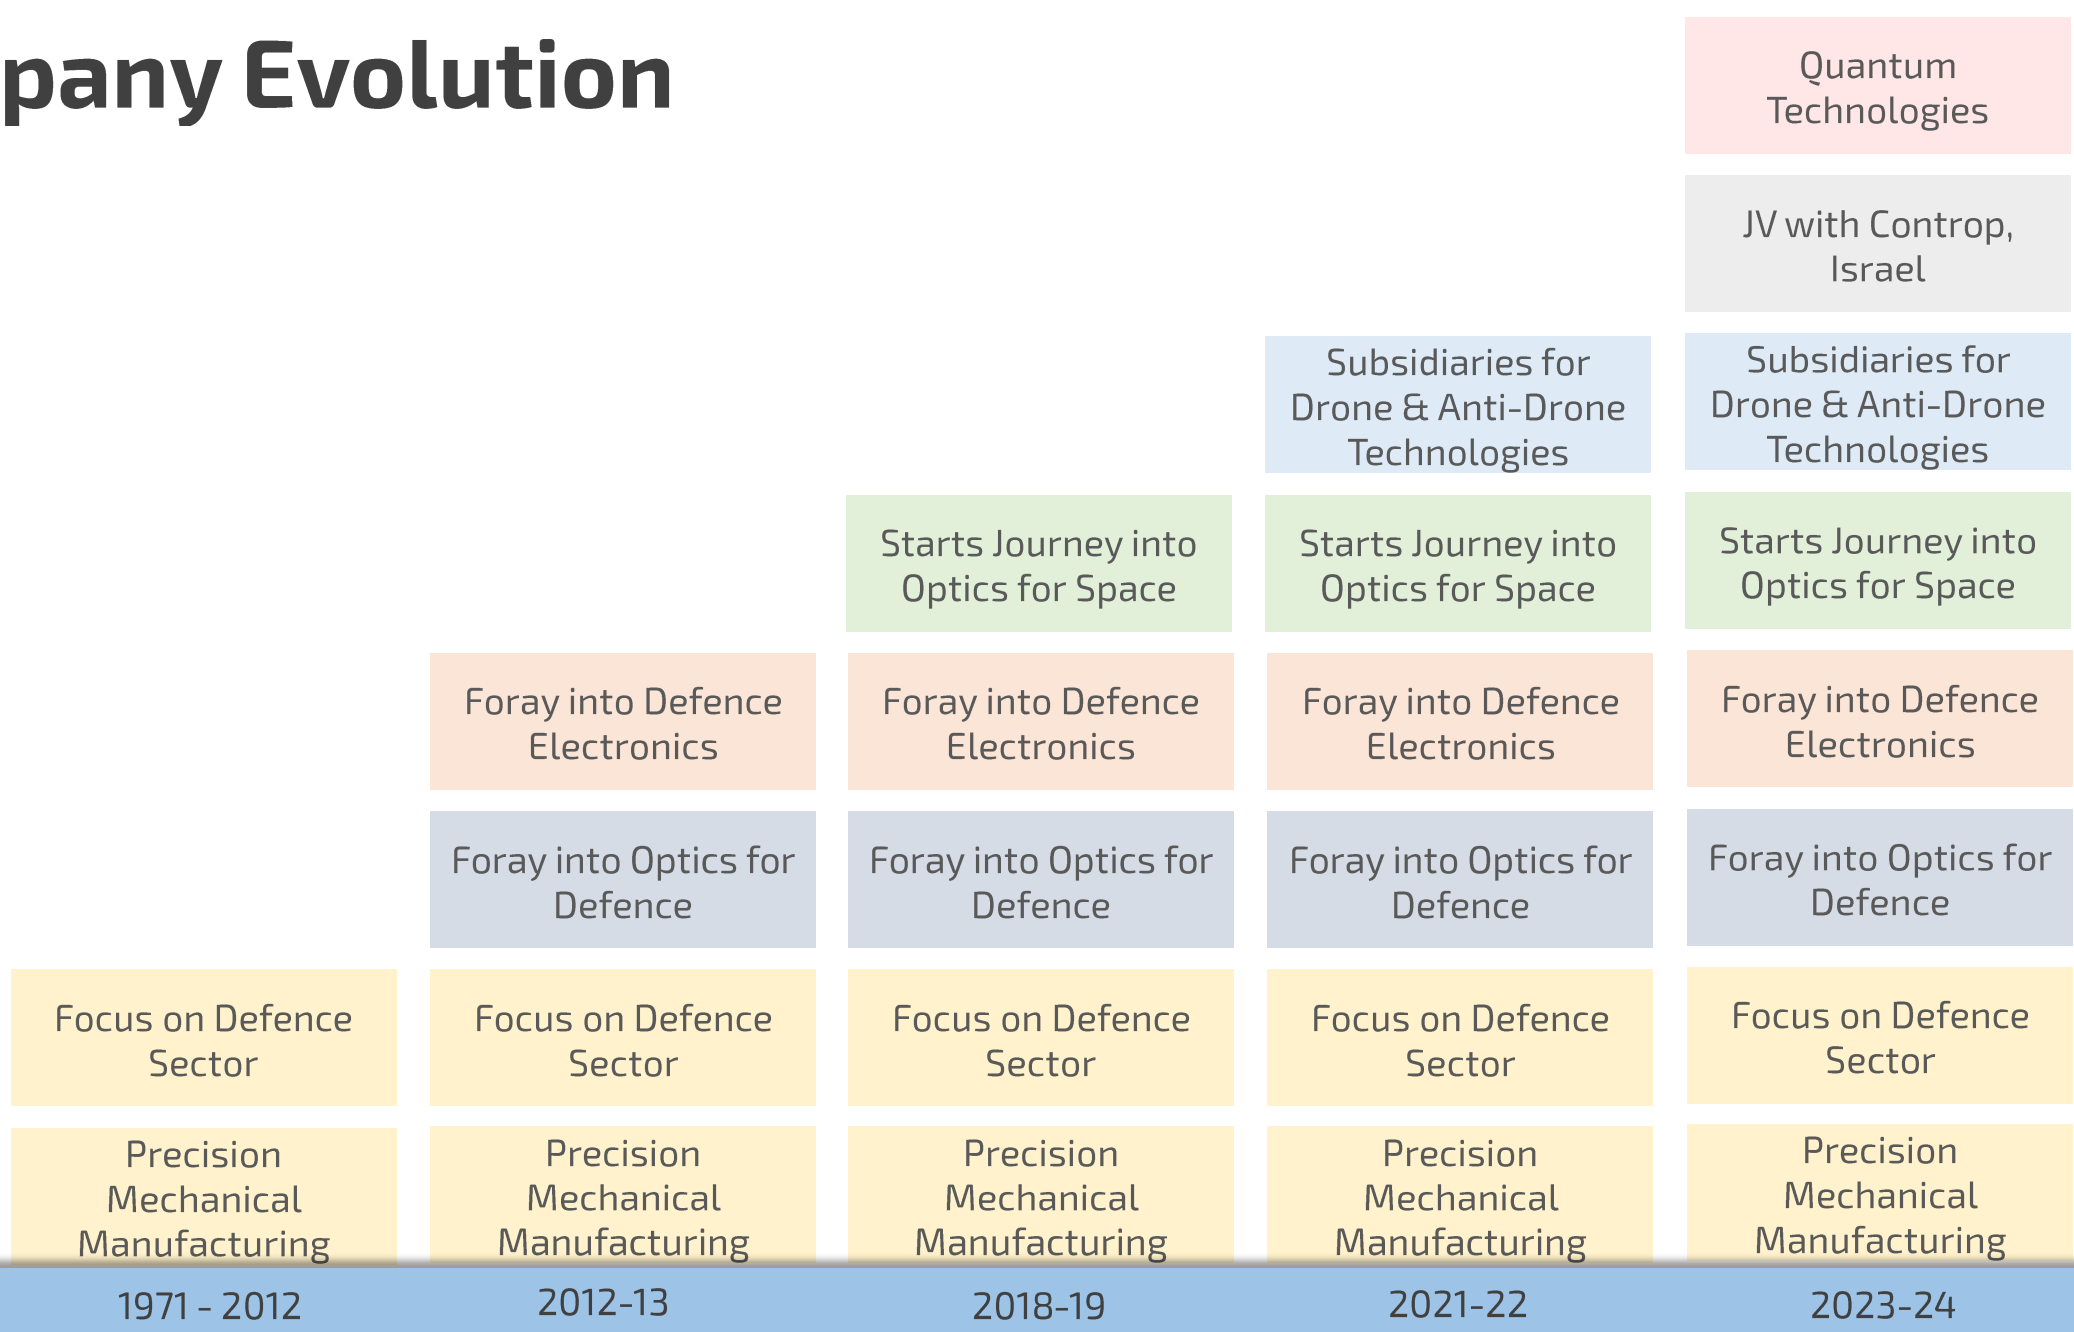 pany Evolution
Quantum
Technologies
JV with Controp,
Israel
Subsidiaries for
Drone & Anti-Drone
Technologies
Subsidiaries for
Drone & Anti-Drone
Technologies
Starts Journey into
Optics for Space
Starts Journey into
Optics for Space
Starts Journey into
Optics for Space
Foray into Defence
Electronics
Foray into Defence
Electronics
Foray into Defence
Electronics
Foray into Defence
Electronics
Foray into Optics for
Defence
Foray into Optics for
Defence
Foray into Optics for
Defence
Foray into Optics for
Defence
Focus on Defence
Sector
Focus on Defence
Sector
Focus on Defence
Sector
Focus on Defence
Sector
Focus on Defence
Sector
Precision
Mechanical
Manufacturing
Precision
Mechanical
Manufacturing
Precision
Mechanical
Manufacturing
Precision
Mechanical
Manufacturing
Precision
Mechanical
Manufacturing
1971 - 2012
2012-13
2018-19
2021-22
2023-24